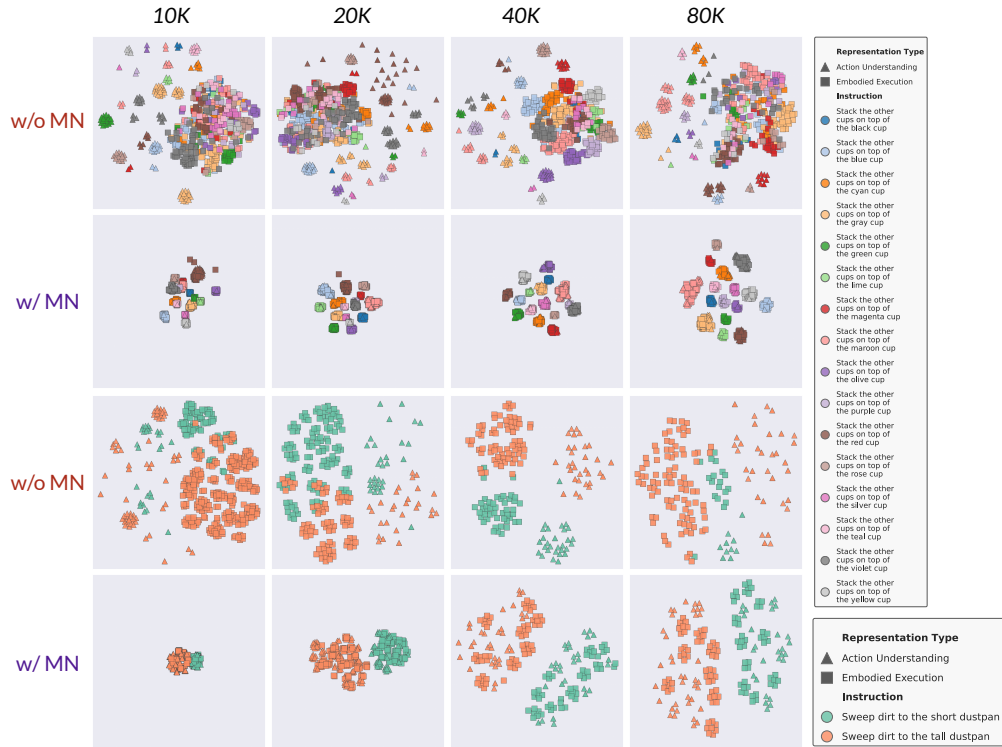 10K 20K 40K 80K
w/o MN
w/ MN
w/o MN
w/ MN
Representation Type
Action Understanding
Embodied Execution
Instruction
Stack the other
cups on top of
the black cup
Stack the other
cups on top of
the blue cup
Stack the other
cups on top of
the cyan cup
Stack the other
cups on top of
the gray cup
Stack the other
cups on top of
the green cup
Stack the other
cups on top of
the lime cup
Stack the other
cups on top of
the magenta cup
Stack the other
cups on top of
the maroon cup
Stack the other
cups on top of
the olive cup
Stack the other
cups on top of
the purple cup
Stack the other
cups on top of
the red cup
Stack the other
cups on top of
the rose cup
Stack the other
cups on top of
the silver cup
Stack the other
cups on top of
the teal cup
Stack the other
cups on top of
the violet cup
Stack the other
cups on top of
the yellow cup
Representation Type
Action Understanding
Embodied Execution
Instruction
Sweep dirt to the short dustpan
Sweep dirt to the tall dustpan